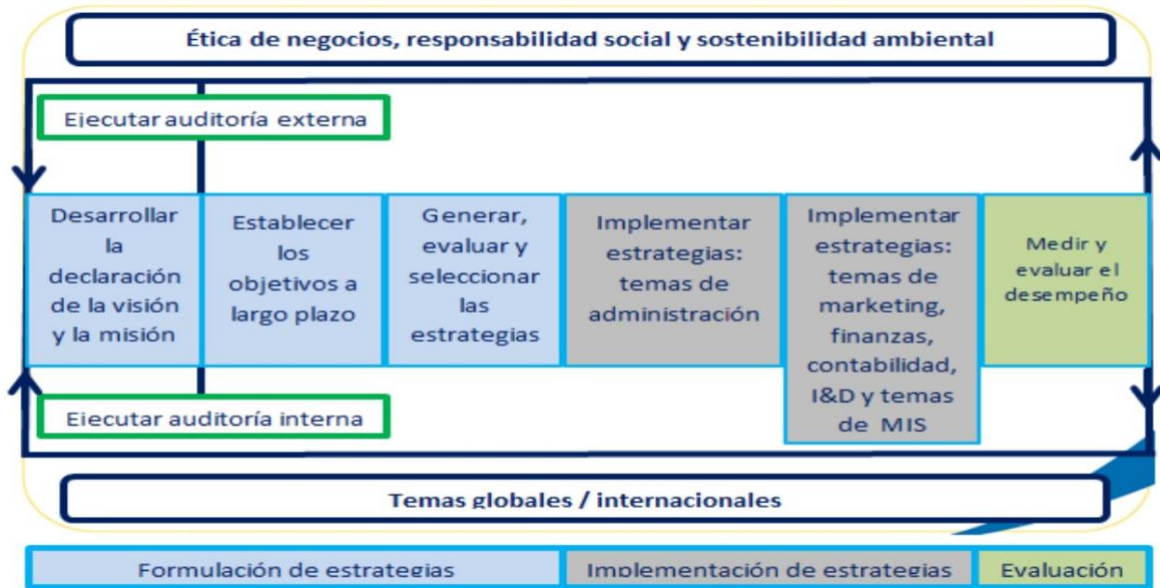 Ética de negocios, responsabilidad social y sostenibilidad ambiental
Ejecutar auditoría externa
Desarrollar
la
declaración
de la visión
y la misión
Establecer
los
objetivos a
largo plazo
Generar,
evaluar y
seleccionar
las
estrategias
Implementar
estrategias:
temas de
administración
Implementar
estrategias:
temas de
marketing,
finanzas,
contabilidad,
I&D y temas
de MIS
Medir y
evaluar el
desempeño
Ejecutar auditoría interna
Temas globales / internacionales
Formulación de estrategias
Implementación de estrategias
Evaluación